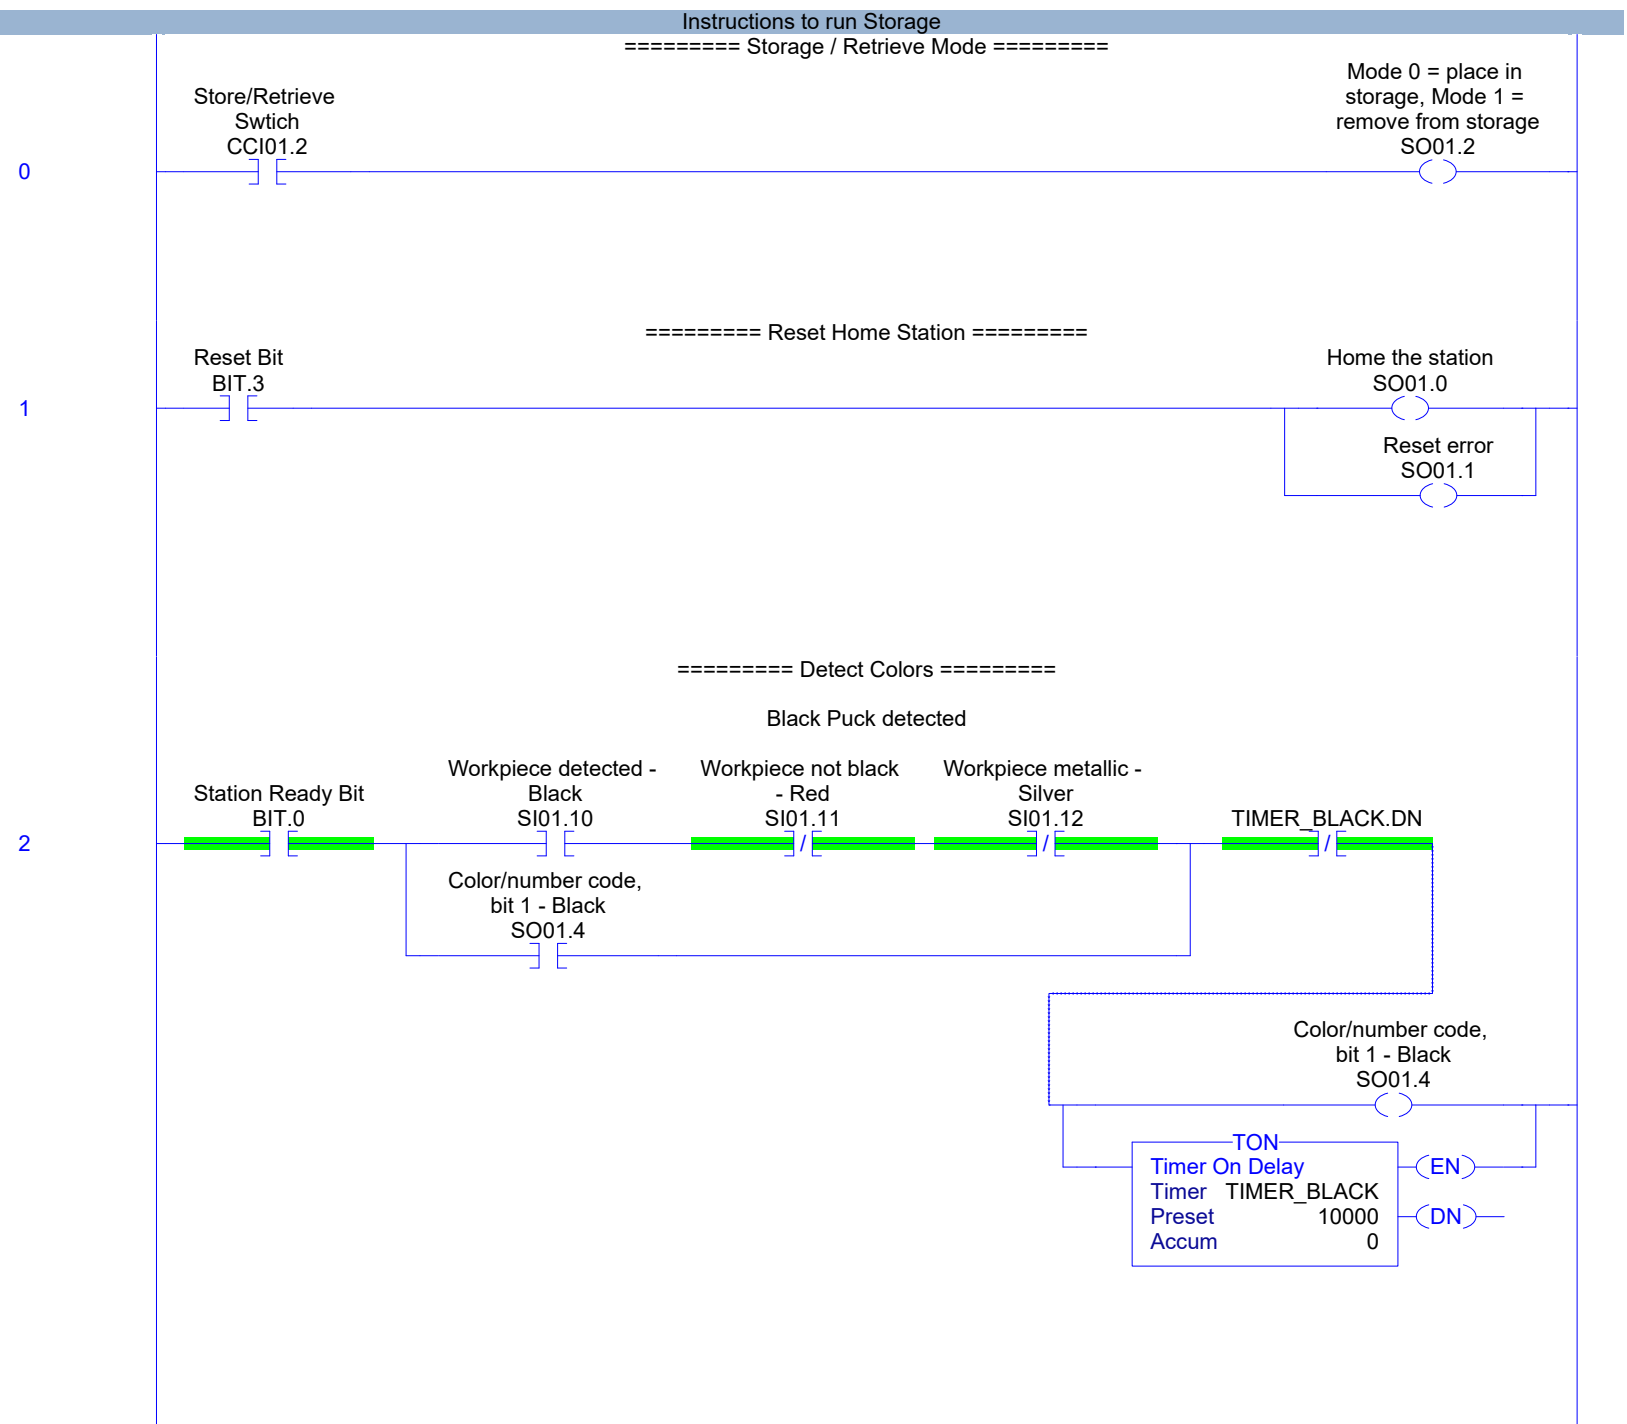 Instructions to run Storage
========= Storage / Retrieve Mode =========
Mode 0 = place in
storage, Mode 1 =
remove from storage
SO01.2
Store/Retrieve
Swtich
CCI01.2
0
========= Reset Home Station =========
Reset Bit
BIT.3
Home the station
SO01.0
1
Reset error
SO01.1
========= Detect Colors =========
Black Puck detected
Station Ready Bit
BIT.0
Workpiece detected -
Black
SI01.10
Workpiece not black
- Red
SI01.11
Workpiece metallic -
Silver
SI01.12
TIMER_BLACK.DN
2
/
/
/
Color/number code,
bit 1 - Black
SO01.4
Color/number code,
bit 1 - Black
SO01.4
TON
Timer On Delay
Timer TIMER_BLACK
Preset 10000
Accum 0
EN
DN